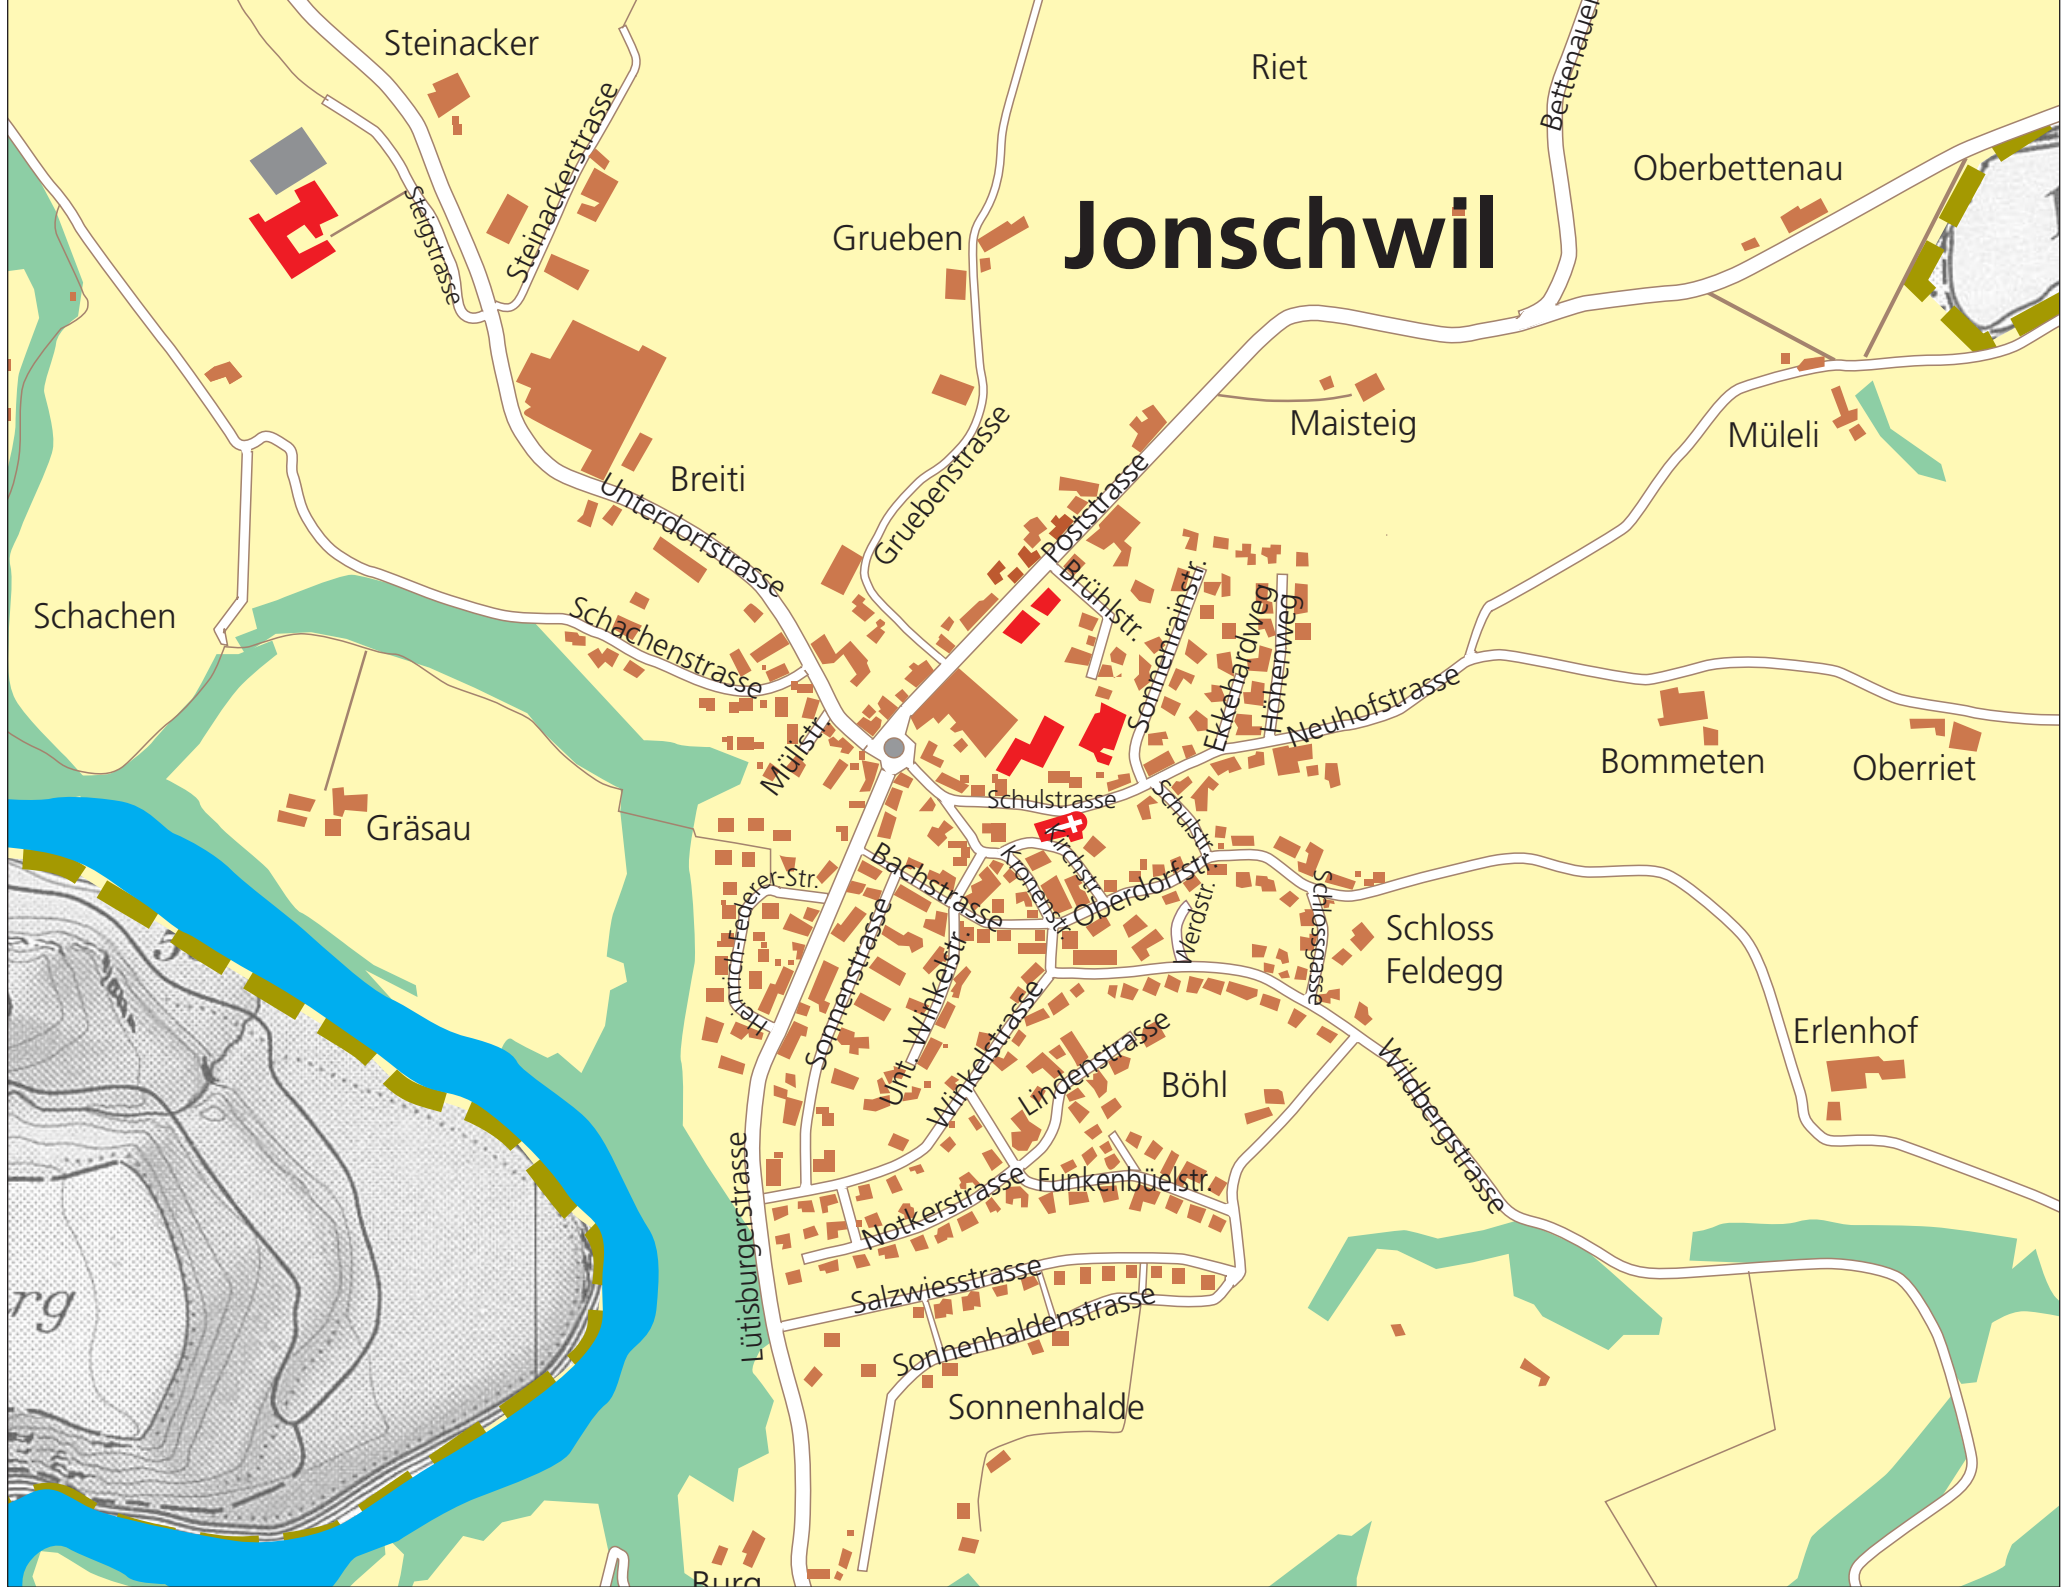 Steinacker
Riet
Bettenauer
Oberbettenau
Steinackerstrasse
Steigstrasse
Grueben
Jonschwil
Maisteig
Müleli
Breiti
Unterdorfstrasse
Gruebenstrasse
Poststrasse
Brühlstr.
Schachen
Schachenstrasse
Sonnenrainstr.
Ekkehardweg
Höhenweg
Neuhofstrasse
Bommeten
Oberriet
Mülistr.
Schulstrasse
Schulstr.
Gräsau
Kirchstr.
Kronenstr.
Bachstrasse
Oberdorfstr.
Werdstr.
Schlossgasse
Schloss
Feldegg
Heinrich-Federer-Str.
Sonnenstrasse
Unt. Winkelstr.
Winkelstrasse
Lindenstrasse
Böhl
Erlenhof
Wildbergstrasse
Lütisburgerstrasse
Funkenbüelstr.
Notkerstrasse
Salzwiesstrasse
Sonnenhaldenstrasse
Sonnenhalde
rg
Burg